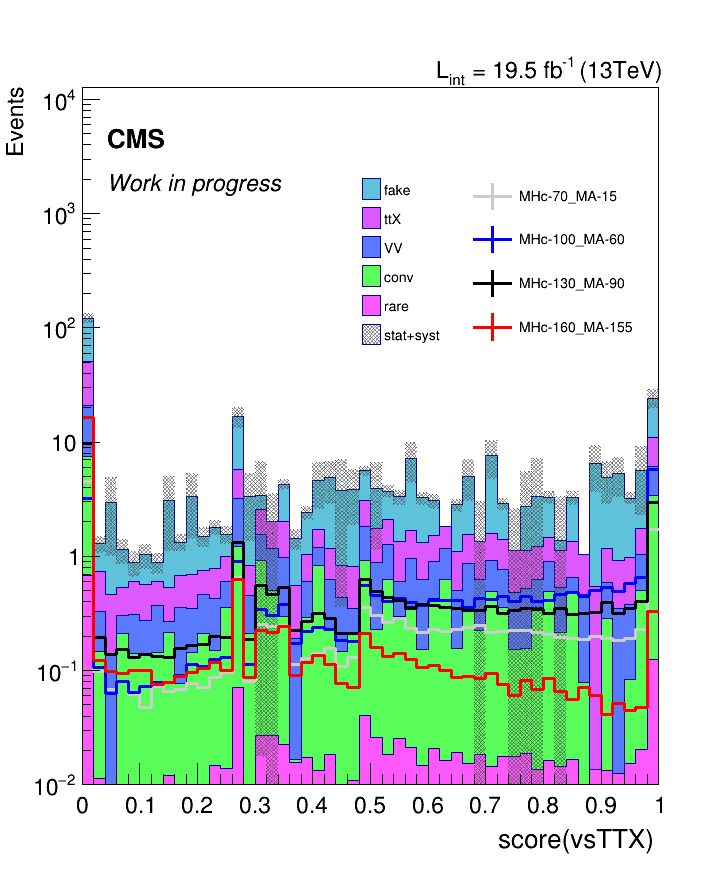 L_int = 19.5 fb^-1 (13TeV)
Events
10^4
10^3
10^2
10
1
10^−1
10^−2
CMS
Work in progress
fake
ttX
VV
conv
rare
stat+syst
MHc-70_MA-15
MHc-100_MA-60
MHc-130_MA-90
MHc-160_MA-155
0 0.1 0.2 0.3 0.4 0.5 0.6 0.7 0.8 0.9 1
score(vsTTX)